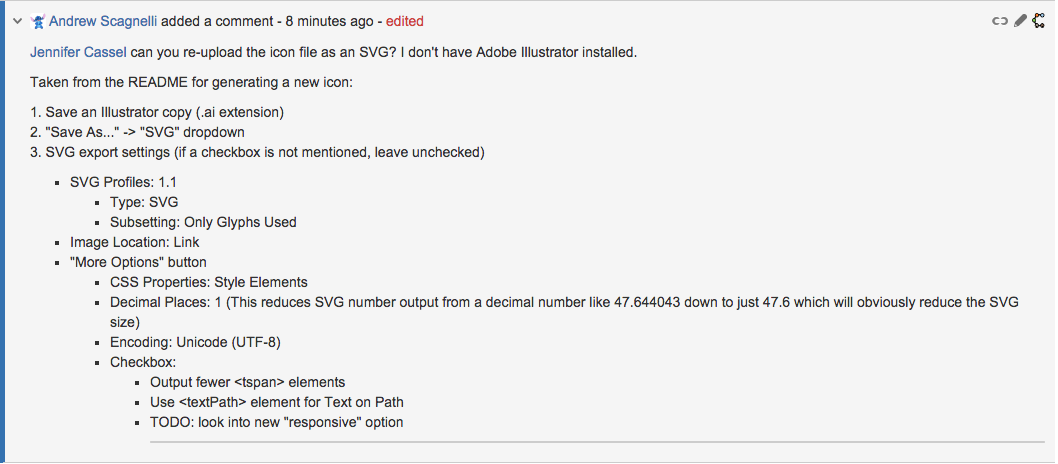 Andrew Scagnelli added a comment - 8 minutes ago - edited
Jennifer Cassel can you re-upload the icon file as an SVG? I don't have Adobe Illustrator installed.
Taken from the README for generating a new icon:
1. Save an Illustrator copy (.ai extension)
2. "Save As..." -> "SVG" dropdown
3. SVG export settings (if a checkbox is not mentioned, leave unchecked)
SVG Profiles: 1.1
Type: SVG
Subsetting: Only Glyphs Used
Image Location: Link
"More Options" button
CSS Properties: Style Elements
Decimal Places: 1 (This reduces SVG number output from a decimal number like 47.644043 down to just 47.6 which will obviously reduce the SVG
size)
Encoding: Unicode (UTF-8)
Checkbox:
Output fewer <tspan> elements
Use <textPath> element for Text on Path
TODO: look into new "responsive" option